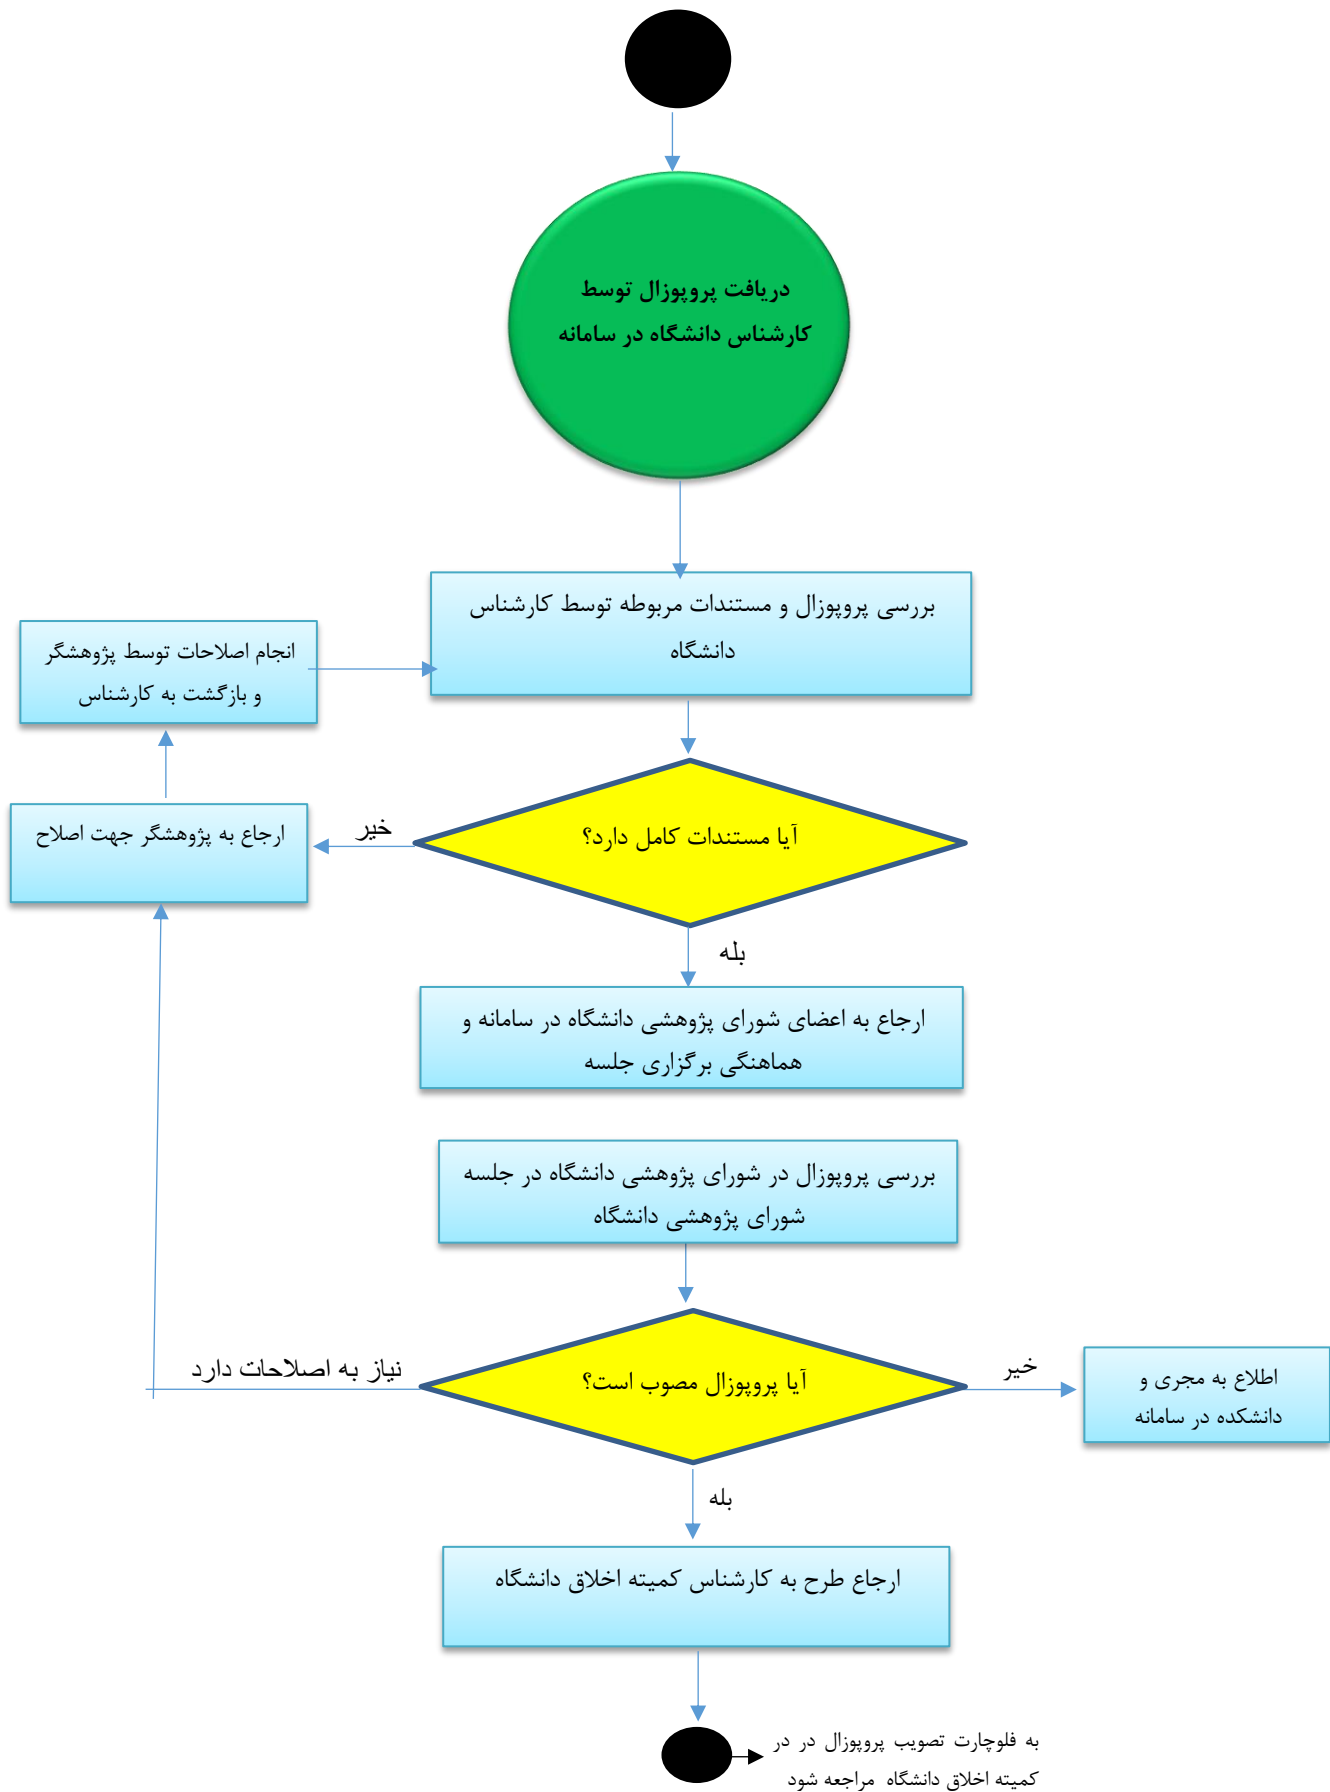 دریافت پروپوزال توسط
کارشناس دانشگاه در سامانه
بررسی پروپوزال و مستندات مربوطه توسط کارشناس
دانشگاه
انجام اصلاحات توسط پژوهشگر
و بازگشت به کارشناس
آیا مستندات کامل دارد؟
خیر
ارجاع به پژوهشگر جهت اصلاح
بله
ارجاع به اعضای شورای پژوهشی دانشگاه در سامانه و
هماهنگی برگزاری جلسه
بررسی پروپوزال در شورای پژوهشی دانشگاه در جلسه
شورای پژوهشی دانشگاه
آیا پروپوزال مصوب است؟
خیر
اطلاع به مجری و
دانشکده در سامانه
نیاز به اصلاحات دارد
بله
ارجاع طرح به کارشناس کمیته اخلاق دانشگاه
به فلوچارت تصویب پروپوزال در در
کمیته اخلاق دانشگاه مراجعه شود